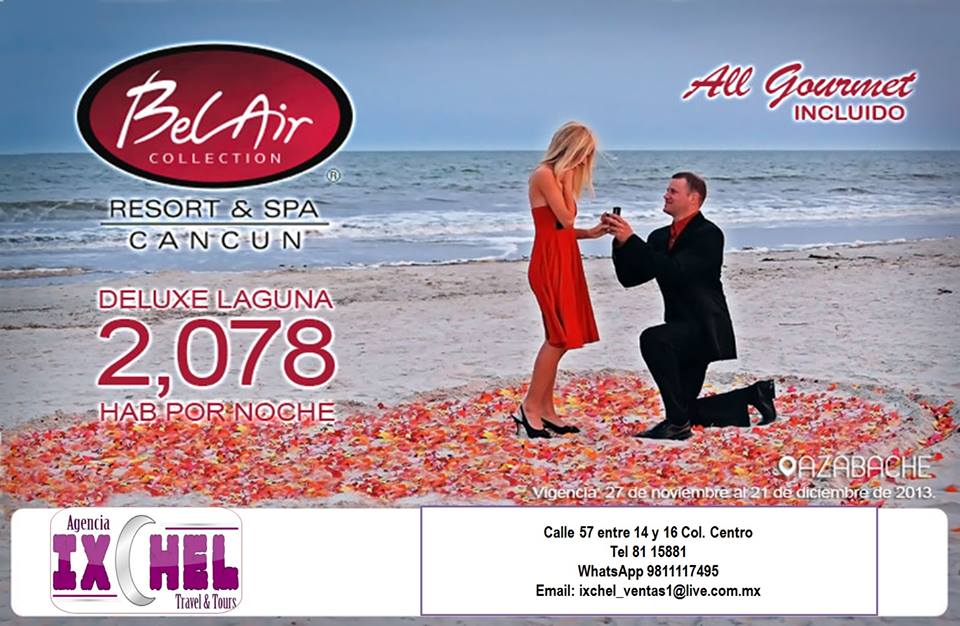 BelAir
COLLECTION
®
RESORT & SPA
CANCUN
All Gourmet
INCLUIDO
DELUXE LAGUNA
2,078
HAB POR NOCHE
AZABACHE
Vigencia: 27 de noviembre al 21 de diciembre de 2013.
Agencia
IXCHEL
Travel & Tours
Calle 57 entre 14 y 16 Col. Centro
Tel 81 15881
WhatsApp 9811117495
Email: ixchel_ventas1@live.com.mx